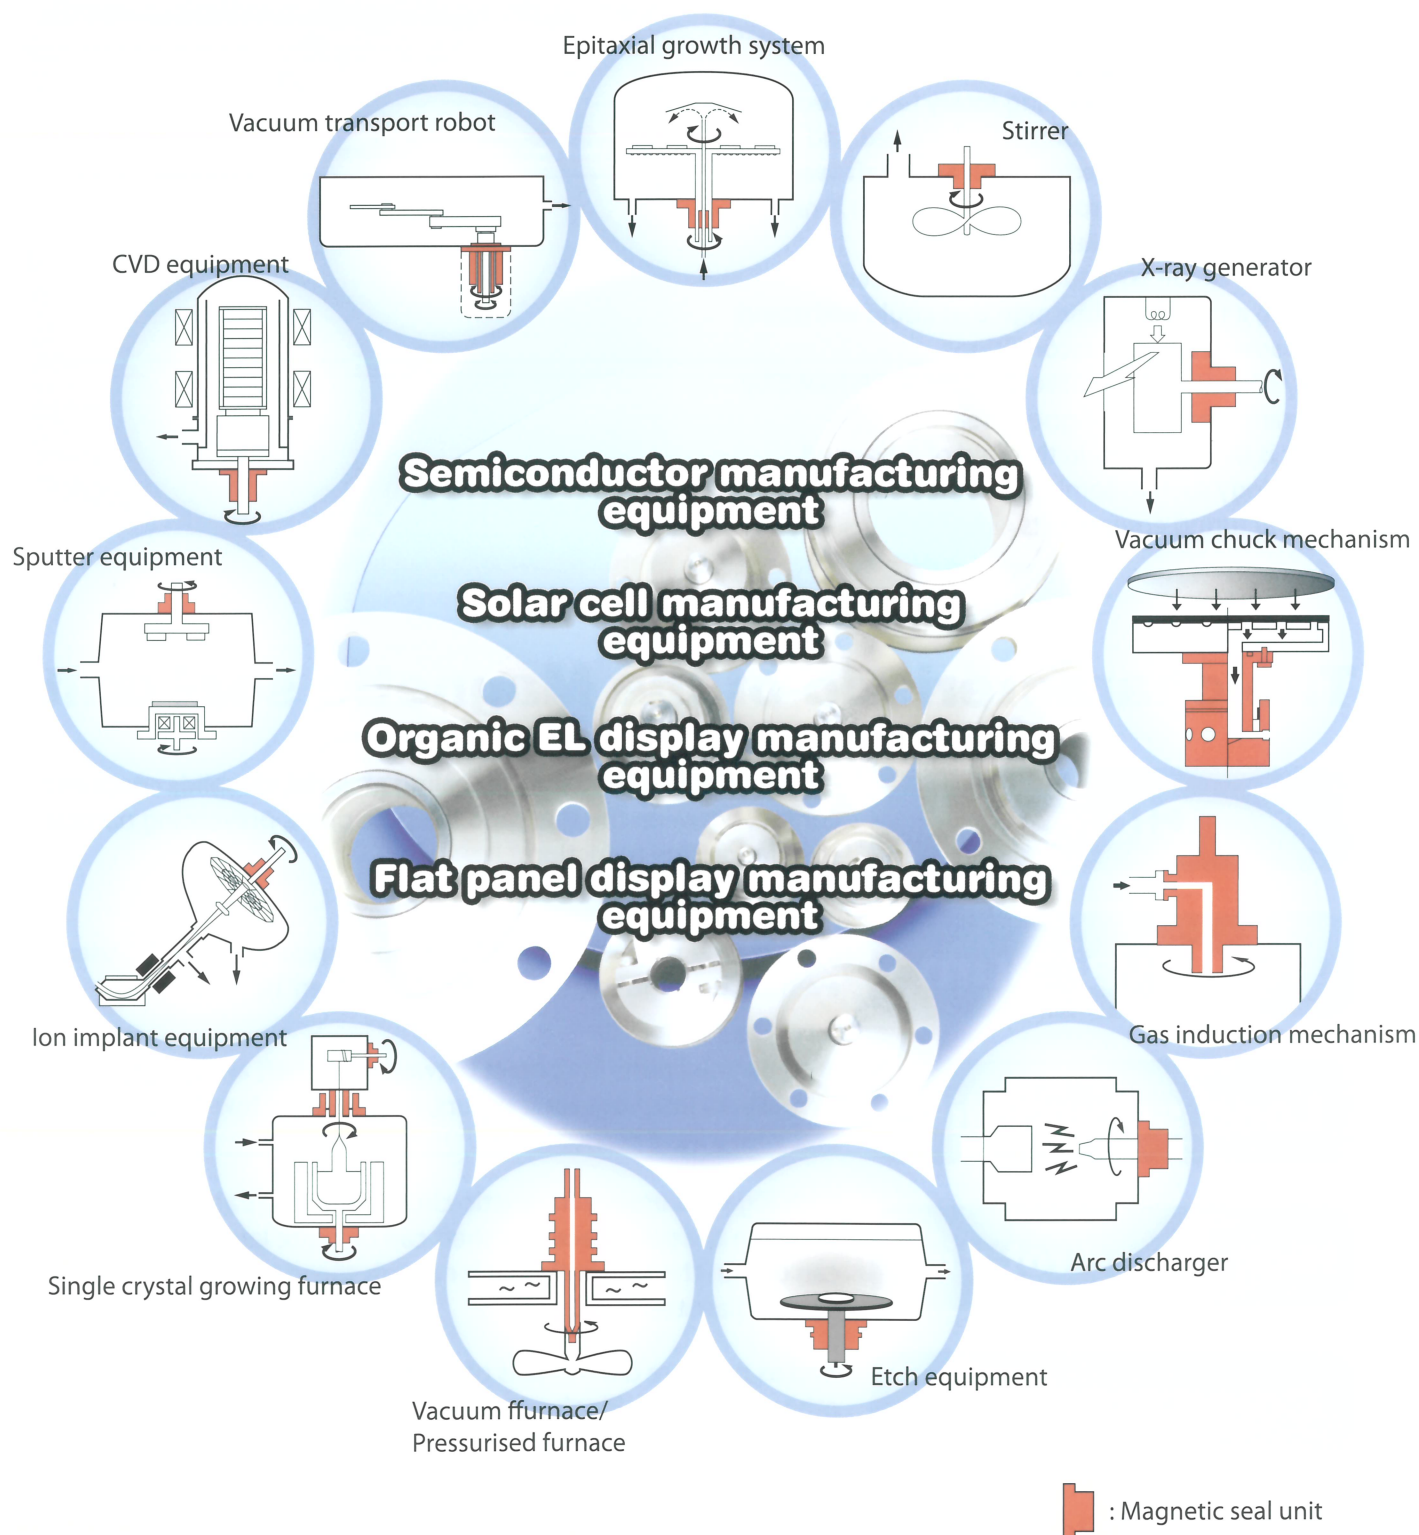 Epitaxial growth system
Vacuum transport robot
Stirrer
CVD equipment
X-ray generator
Semiconductor manufacturing
equipment
Vacuum chuck mechanism
Sputter equipment
Solar cell manufacturing
equipment
Organic EL display manufacturing
equipment
Flat panel display manufacturing
equipment
Ion implant equipment
Gas induction mechanism
Arc discharger
Single crystal growing furnace
Etch equipment
Vacuum ffurnace/
Pressurised furnace
: Magnetic seal unit